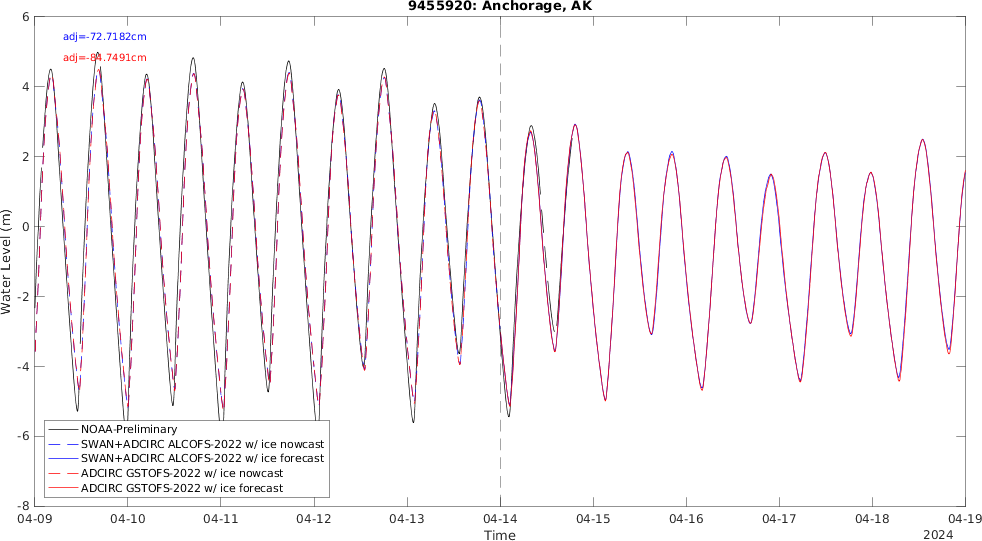 9455920: Anchorage, AK
adj=-72.7182cm
adj=-84.7491cm
6
4
2
0
-2
-4
-6
-8
Water Level (m)
NOAA-Preliminary
SWAN+ADCIRC ALCOFS-2022 w/ ice nowcast
SWAN+ADCIRC ALCOFS-2022 w/ ice forecast
ADCIRC GSTOFS-2022 w/ ice nowcast
ADCIRC GSTOFS-2022 w/ ice forecast
04-09 04-10 04-11 04-12 04-13 04-14 04-15 04-16 04-17 04-18 04-19
Time
2024